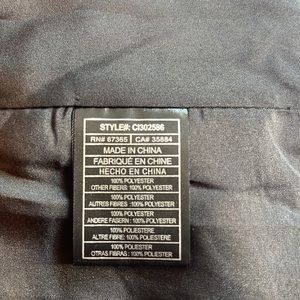 STYLE#: CI302586
RN# 67365 CA# 35884
MADE IN CHINA
FABRIQUÉ EN CHINE
HECHO EN CHINA
100% POLYESTER
OTHER FIBERS: 100% POLYESTER
100% POLYESTER
AUTRES FIBRES: 100% POLYESTER
100% POLYESTER
ANDERE FASERN: 100% POLYESTER
100% POLIESTERE
ALTRE FIBRE: 100% POLIESTERE
100% POLYESTER
OTRAS FIBRAS: 100% POLYESTER